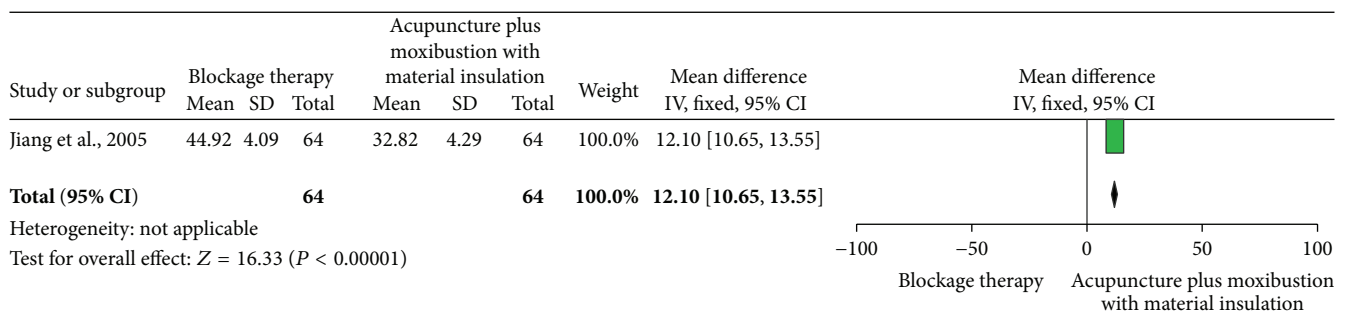 Acupuncture plus
moxibustion with
material insulation
Study or subgroup Blockage therapy Weight Mean difference Mean difference
Mean SD Total Mean SD Total IV, fixed, 95% CI IV, fixed, 95% CI
Jiang et al., 2005 44.92 4.09 64 32.82 4.29 64 100.0% 12.10 [10.65, 13.55]
Total (95% CI) 64 64 100.0% 12.10 [10.65, 13.55]
Heterogeneity: not applicable
Test for overall effect: Z = 16.33 (P < 0.00001)
−100 −50 0 50 100
Blockage therapy Acupuncture plus moxibustion
with material insulation